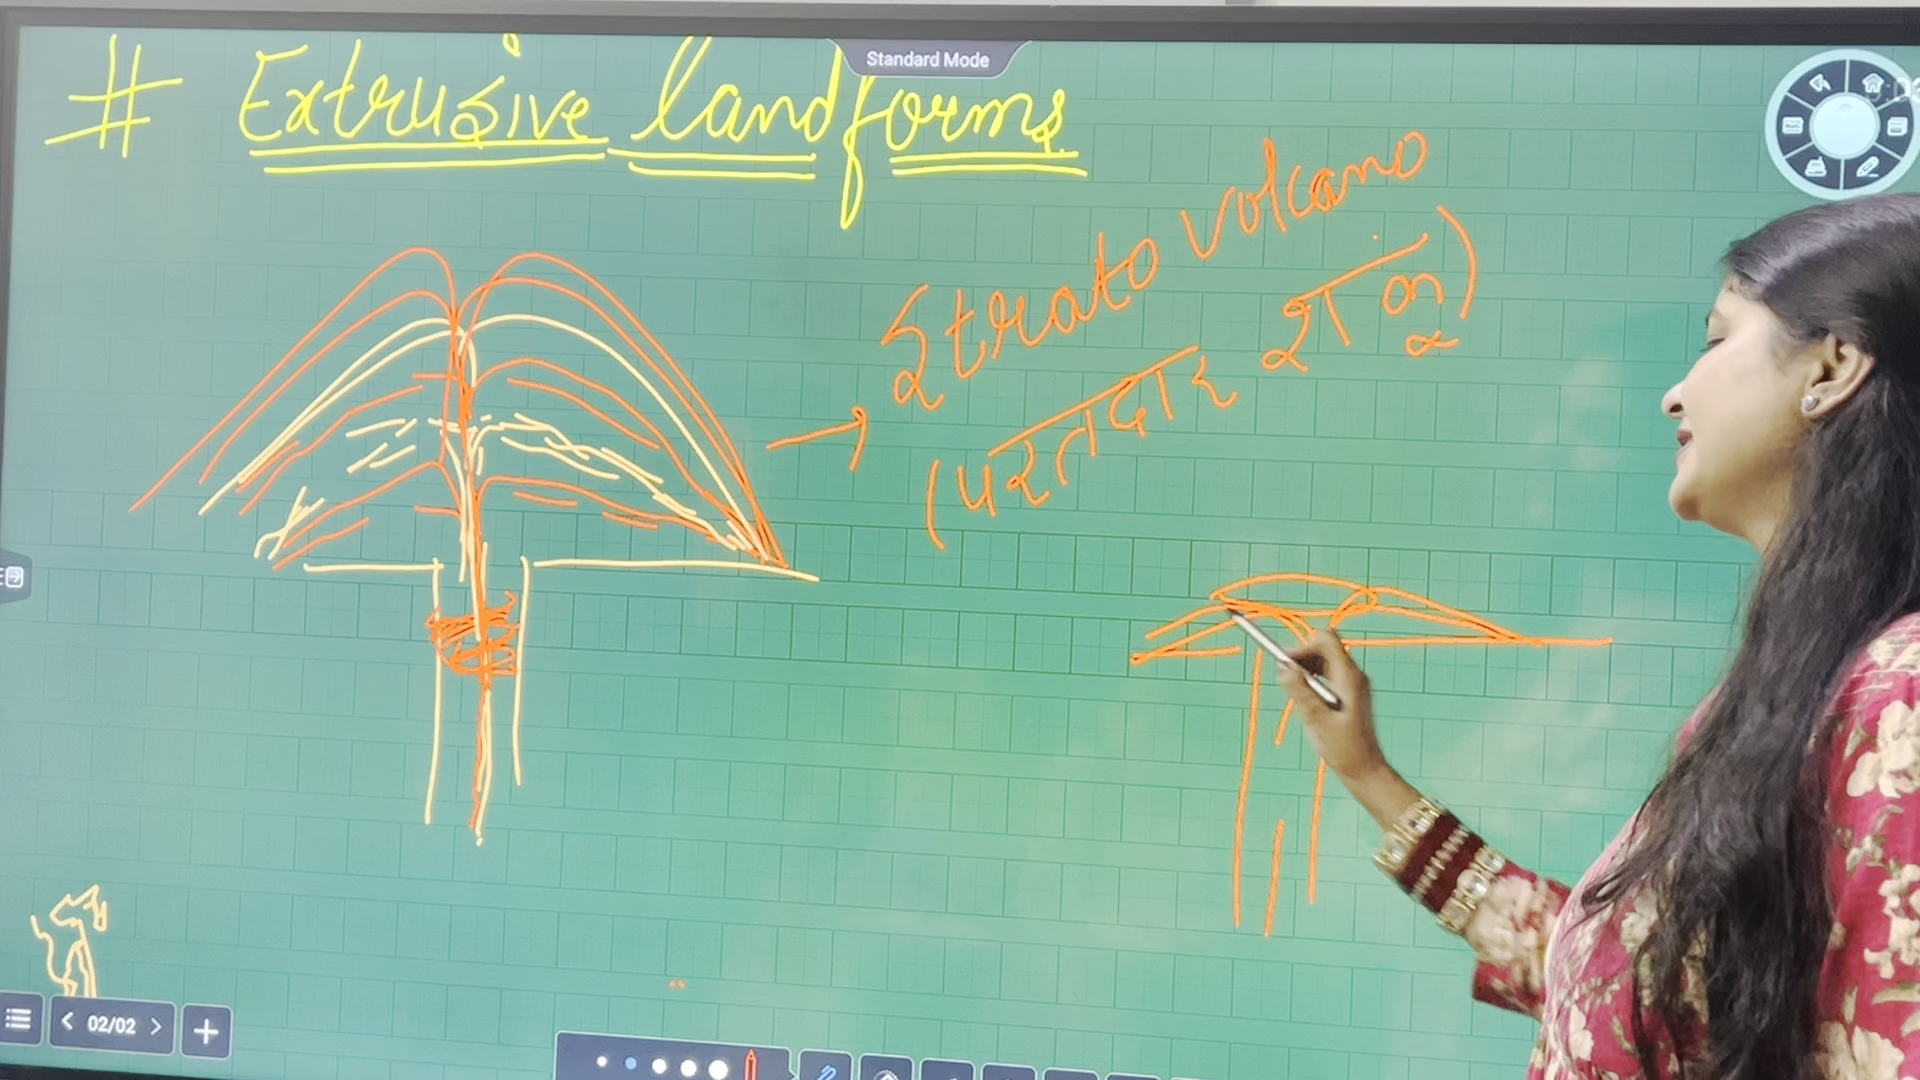 Standard Mode
# Extrusive landforms
Strato volcano
(परतदार शंकु)
02/02